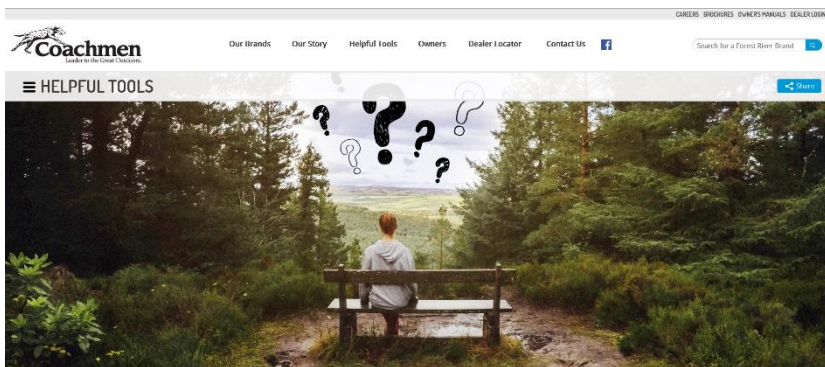 CAREERS BROCHURES OWNER'S MANUALS DEALER LOGIN
Coachmen
Leader to the Great Outdoors.
Our Brands Our Story Helpful Tools Owners Dealer Locator Contact Us f
Search for a Forest River Brand
HELPFUL TOOLS
Share
? ? ? ? ? ?